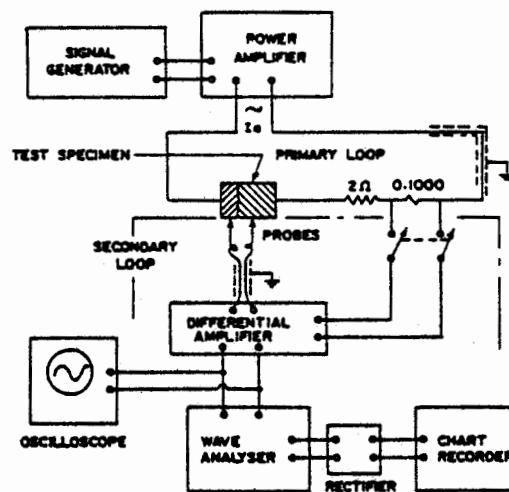 SIGNAL
GENERATOR
POWER
AMPLIFIER
~
Io
TEST SPECIMEN
PRIMARY LOOP
2Ω
0.1000
SECONDARY
LOOP
PROBES
DIFFERENTIAL
AMPLIFIER
OSCILLOSCOPE
WAVE
ANALYSER
RECTIFIER
CHART
RECORDER